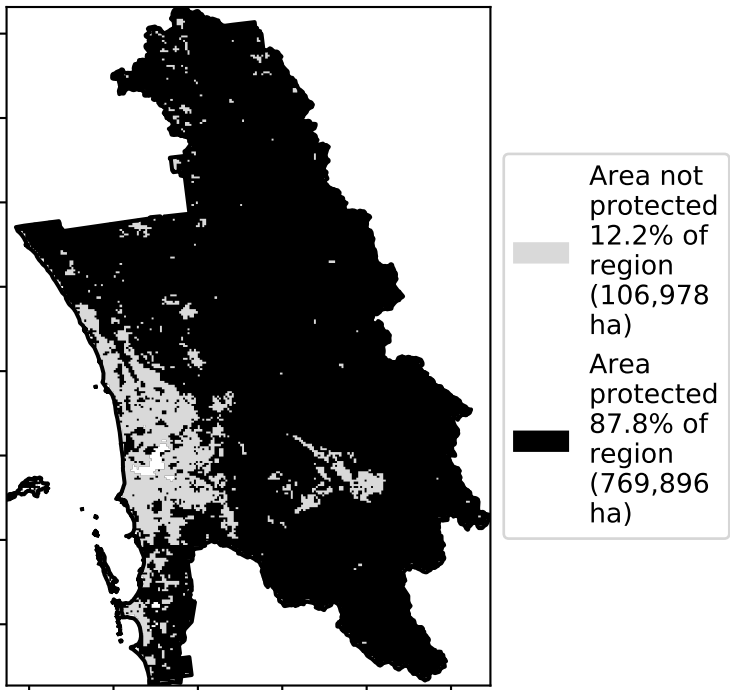 Area not
protected
12.2% of
region
(106,978
ha)
Area
protected
87.8% of
region
(769,896
ha)